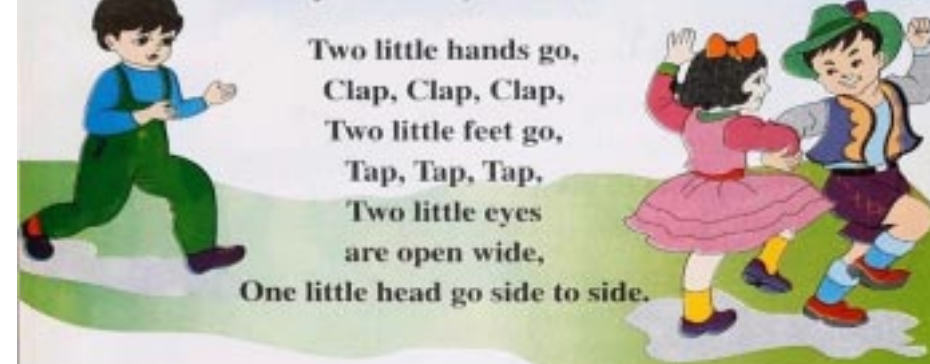 Two little hands go,
Clap, Clap, Clap,
Two little feet go,
Tap, Tap, Tap,
Two little eyes
are open wide,
One little head go side to side.